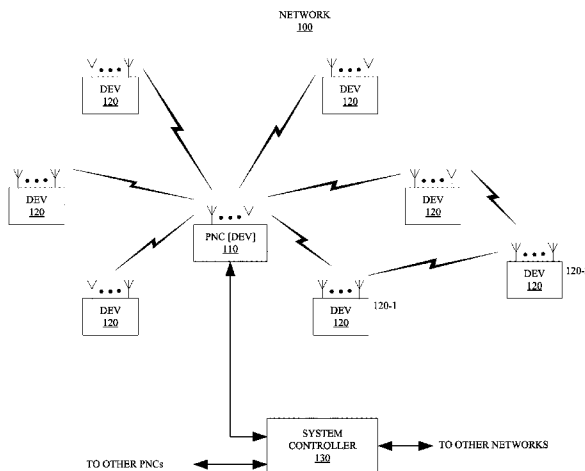 NETWORK
100
DEV
120
DEV
120
DEV
120
DEV
120
PNC [DEV]
110
DEV
120
120-
DEV
120
DEV
120
120-1
SYSTEM
CONTROLLER
130
TO OTHER NETWORKS
TO OTHER PNCs